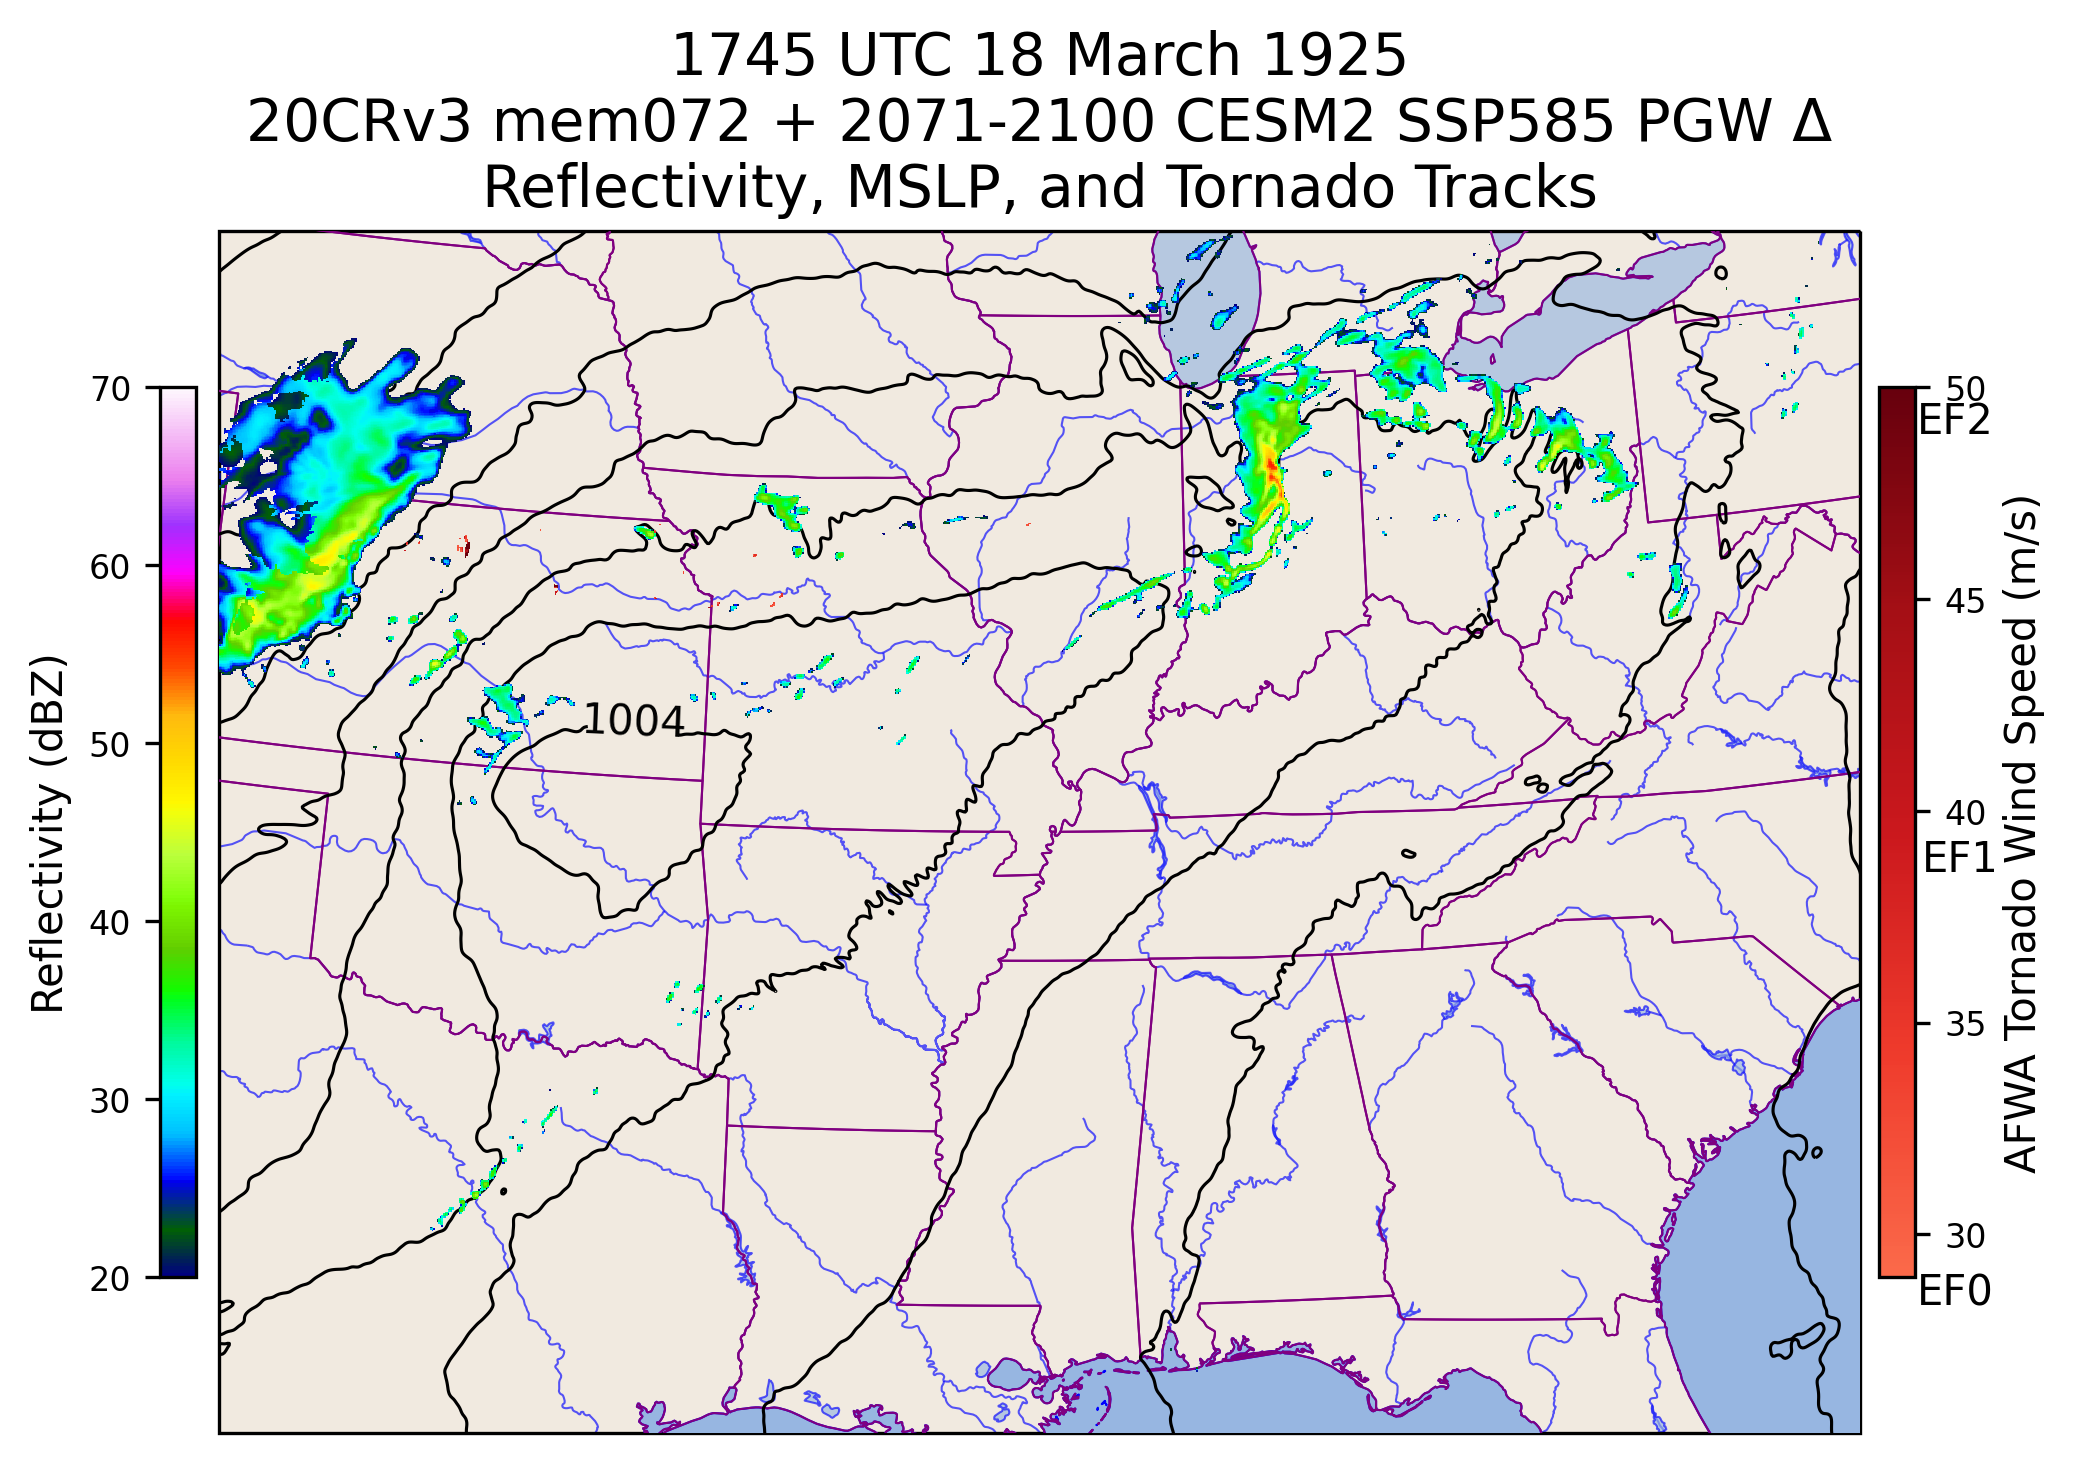 1745 UTC 18 March 1925
20CRv3 mem072 + 2071-2100 CESM2 SSP585 PGW Δ
Reflectivity, MSLP, and Tornado Tracks
70
60
50
40
30
20
Reflectivity (dBZ)
1004
50
EF2
45
40
EF1
35
30
EF0
AFWA Tornado Wind Speed (m/s)